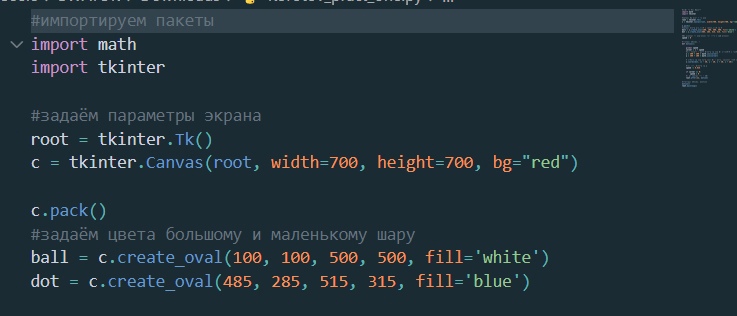 #импортируем пакеты
import math
import tkinter
#задаём параметры экрана
root = tkinter.Tk()
c = tkinter.Canvas(root, width=700, height=700, bg="red")
c.pack()
#задаём цвета большому и маленькому шару
ball = c.create_oval(100, 100, 500, 500, fill='white')
dot = c.create_oval(485, 285, 515, 315, fill='blue')